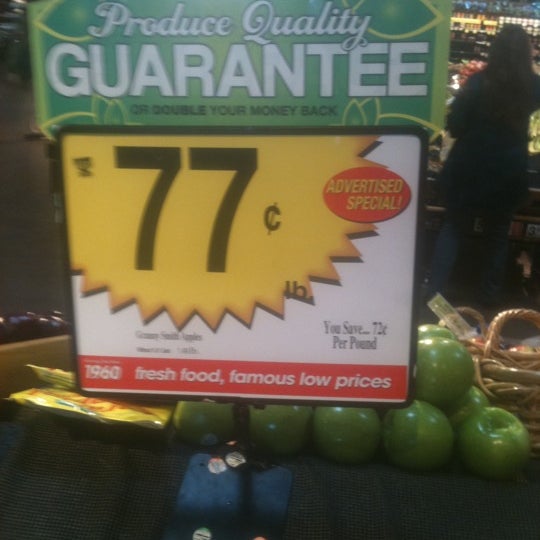 Produce Quality
GUARANTEE
OR DOUBLE YOUR MONEY BACK
77¢
lb.
ADVERTISED
SPECIAL!
Granny Smith Apples
You Save... 72¢
Per Pound
1960 fresh food, famous low prices